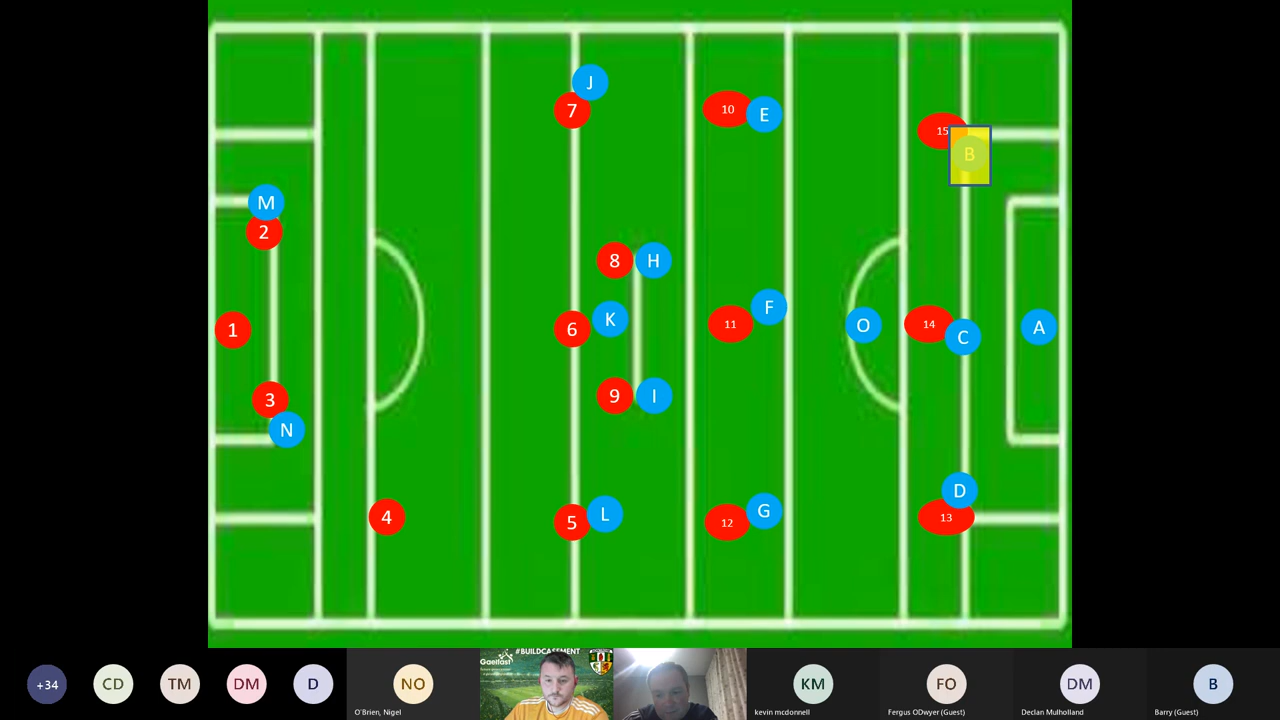 J
7
10
E
15
B
M
2
8
H
F
1
6
K
11
O
14
C
A
3
9
I
N
D
4
5
L
12
G
13
#BUILDCASEMENT
Gaelfast
+34
CD
TM
DM
D
NO
KM
FO
DM
B
O'Brien, Nigel
kevin mcdonnell
Fergus ODwyer (Guest)
Declan Mulholland
Barry (Guest)